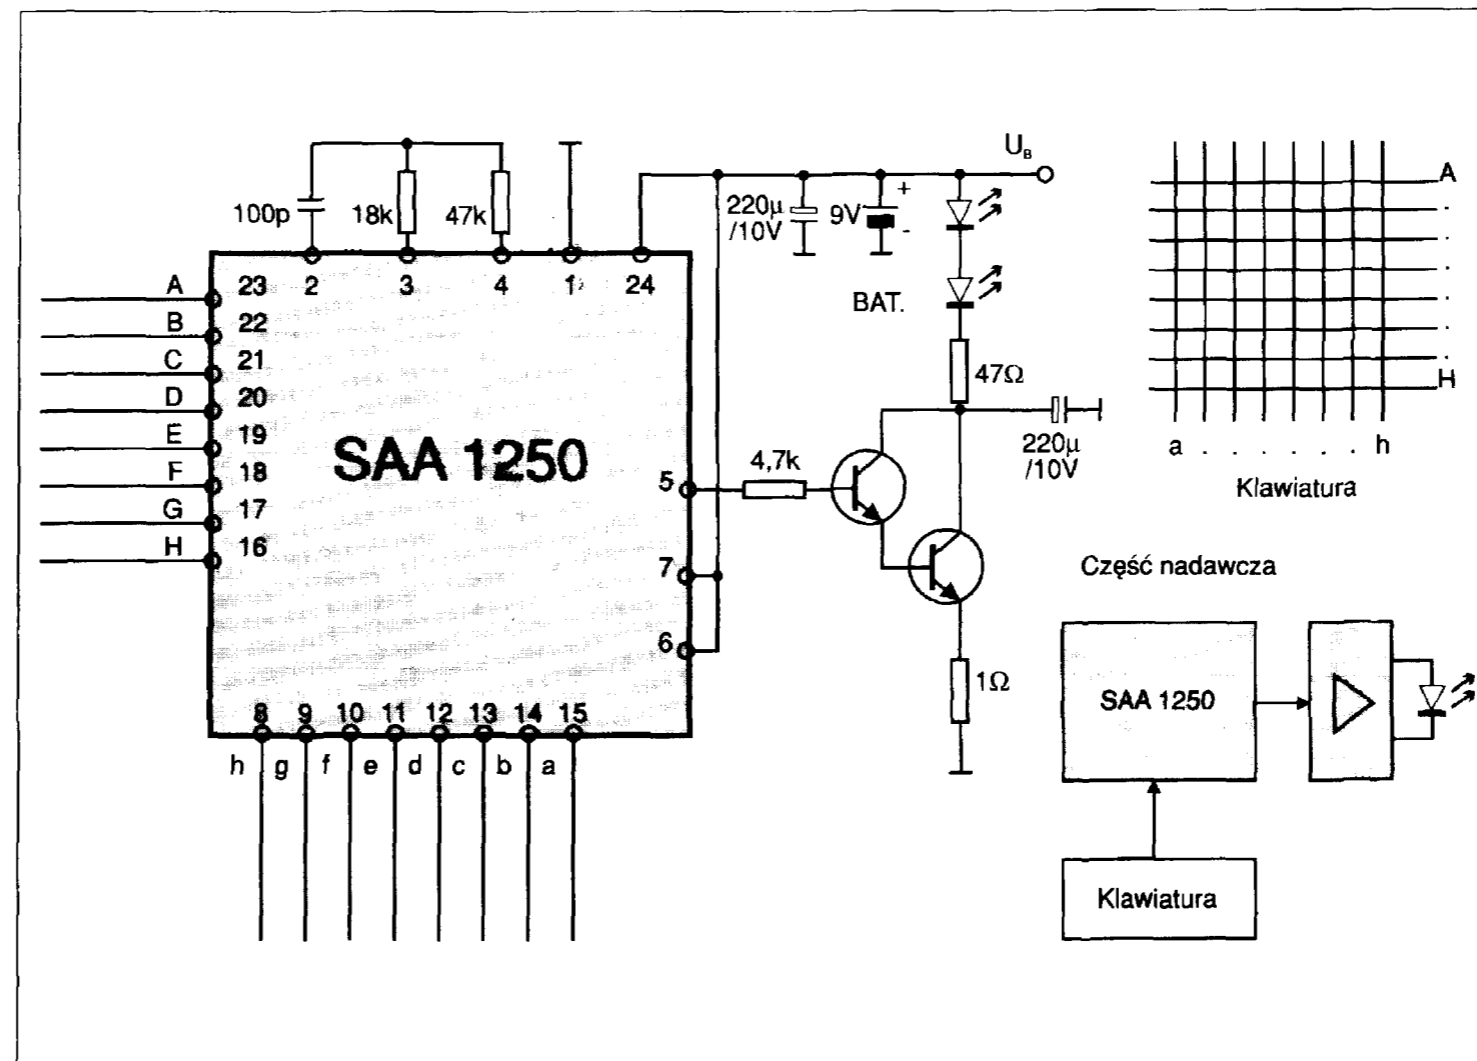 U_B
100p
18k
47k
220µ
/10V
9V
+
-
A
23 2 3 4 1 24
A
B 22
C 21
D 20
E 19
F 18
G 17
H 16
SAA 1250
BAT.
47Ω
220µ
/10V
4,7k
5
7
6
1Ω
8 9 10 11 12 13 14 15
h g f e d c b a
H
a . . . . . . h
Klawiatura
Część nadawcza
SAA 1250
Klawiatura